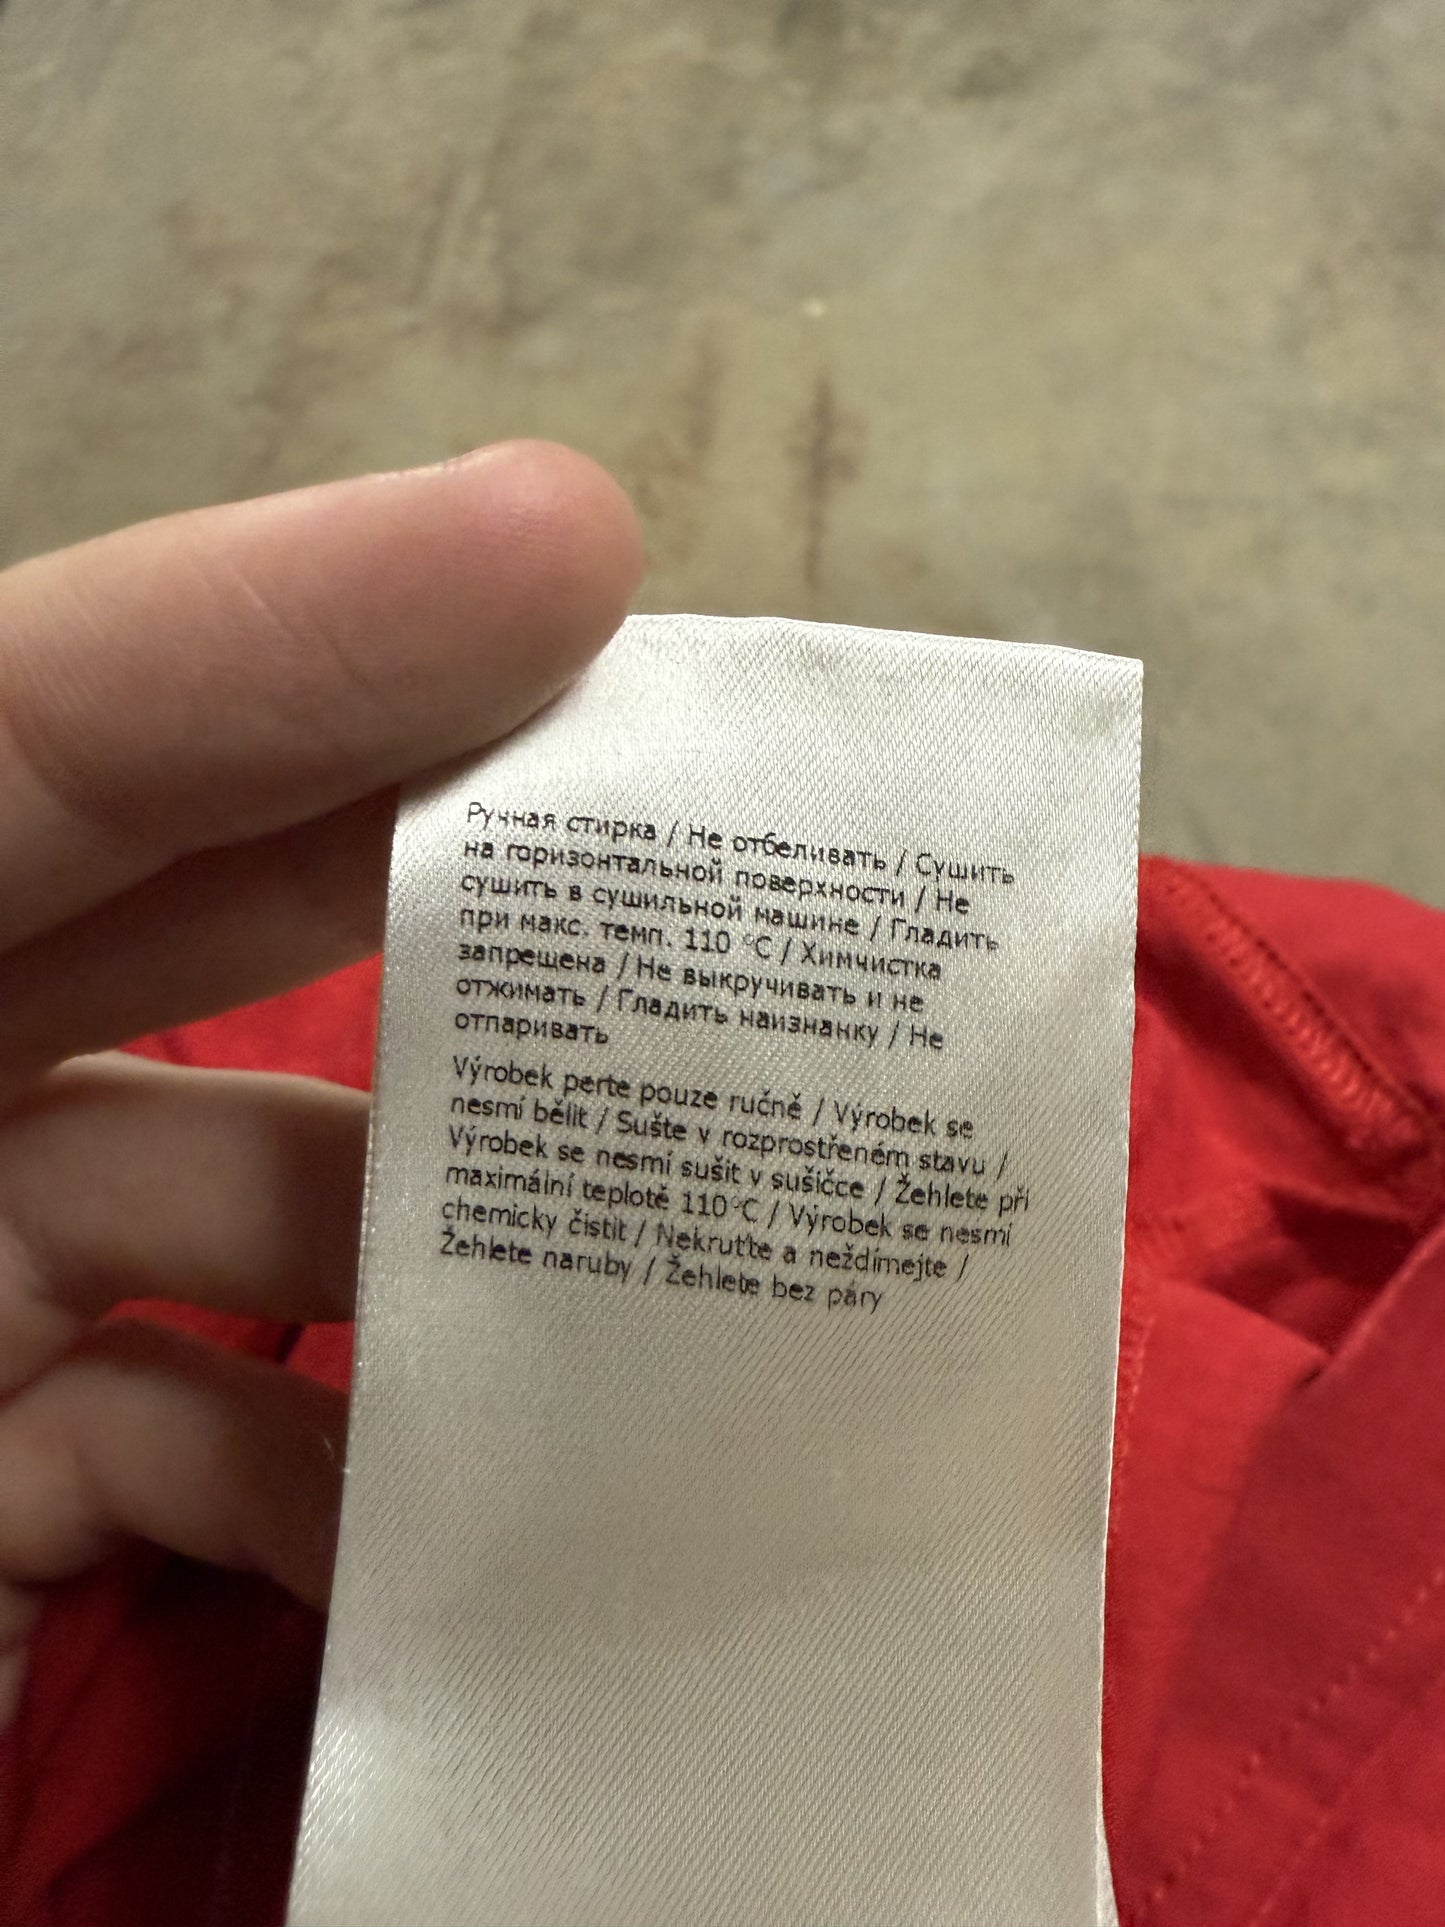 Ручная стирка / Не отбеливать / Сушить
на горизонтальной поверхности / Не
сушить в сушильной машине / Гладить
при макс. темп. 110 °C / Химчистка
запрещена / Не выкручивать и не
отжимать / Гладить наизнанку / Не
отпаривать
Výrobek perte pouze ručně / Výrobek se
nesmí bělit / Sušte v rozprostřeném stavu /
Výrobek se nesmí sušit v sušičce / Žehlete při
maximální teplotě 110°C / Výrobek se nesmí
chemicky čistit / Nekruťte a neždímejte /
Žehlete naruby / Žehlete bez páry